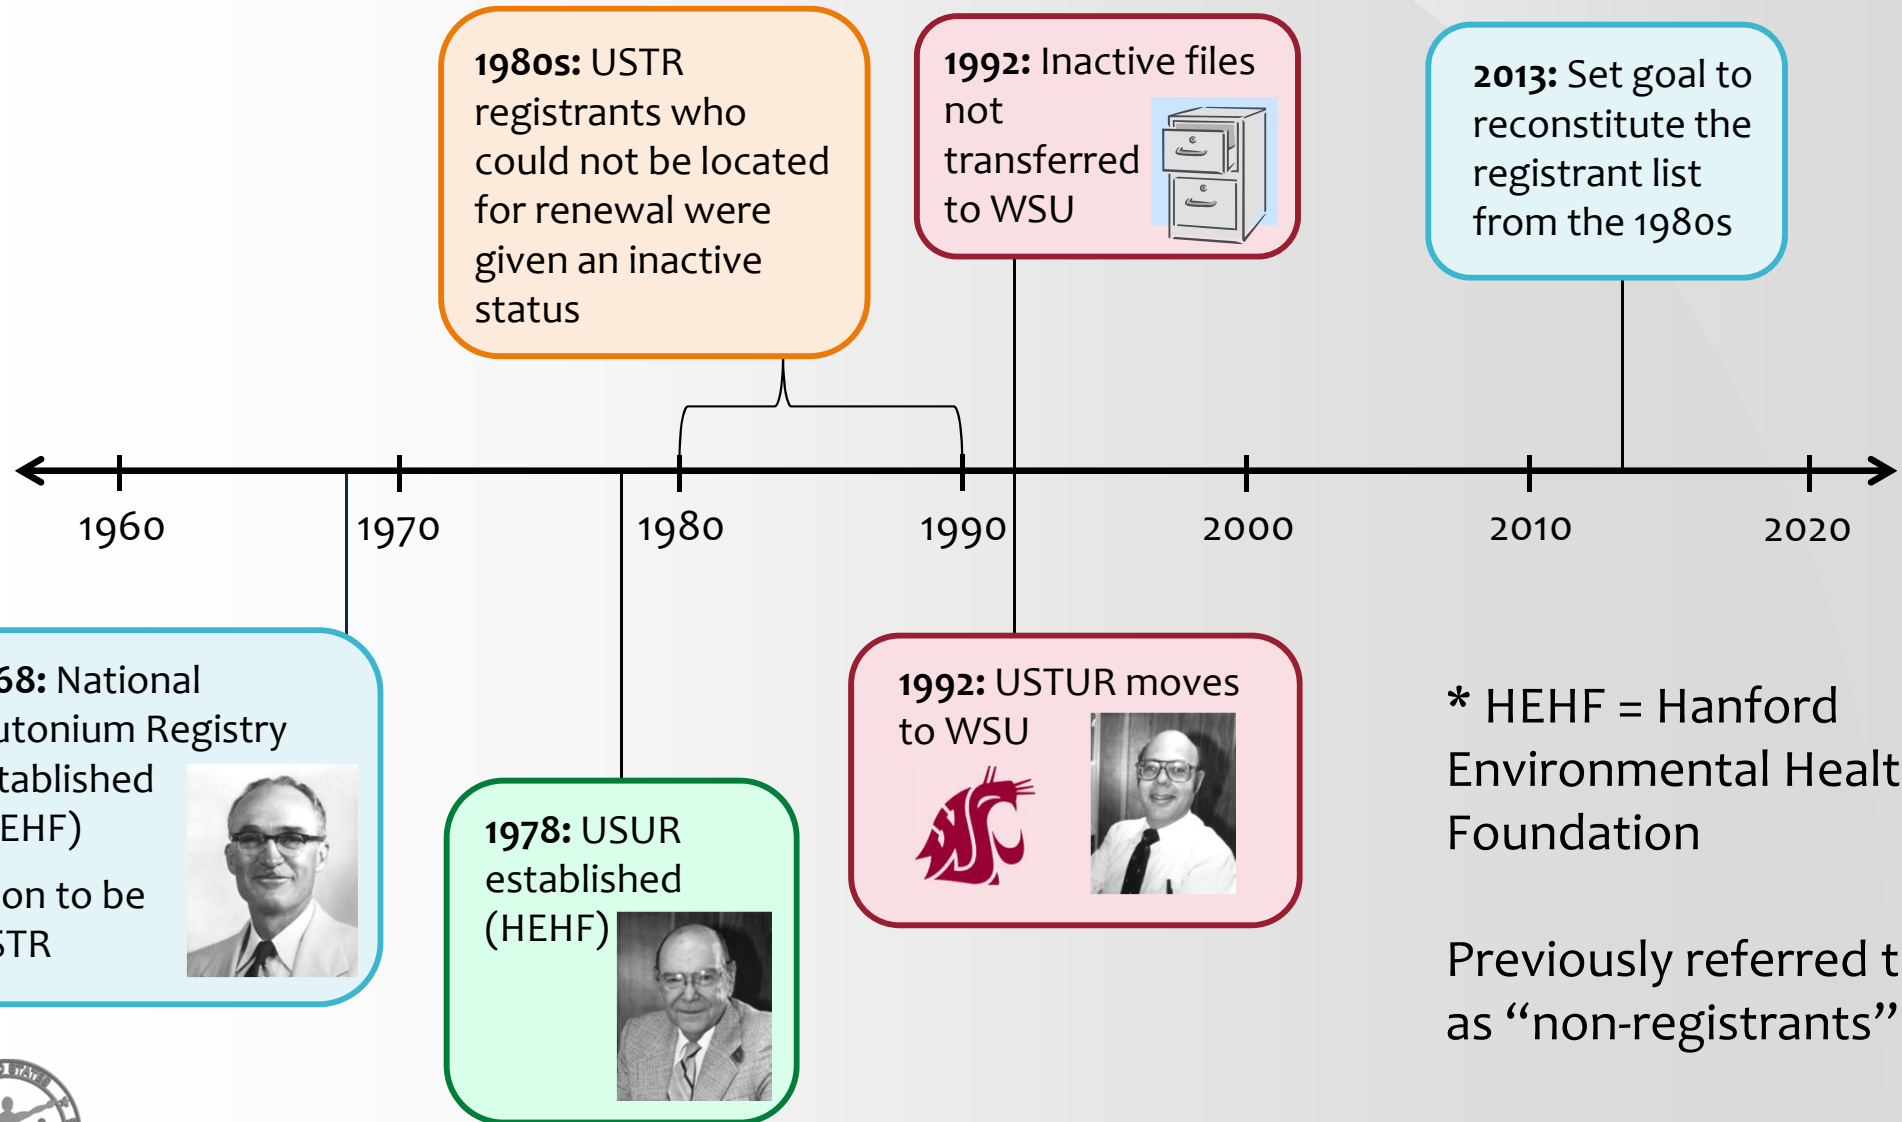 1980s: USTR
registrants who
could not be located
for renewal were
given an inactive
status
1992: Inactive files
not
transferred
to WSU
2013: Set goal to
reconstitute the
registrant list
from the 1980s
1960
1970
1980
1990
2000
2010
2020
68: National
utonium Registry
tablished
EHF)
on to be
STR
1978: USUR
established
(HEHF)
1992: USTUR moves
to WSU
* HEHF = Hanford
Environmental Healt
Foundation
Previously referred t
as “non-registrants”
STATES